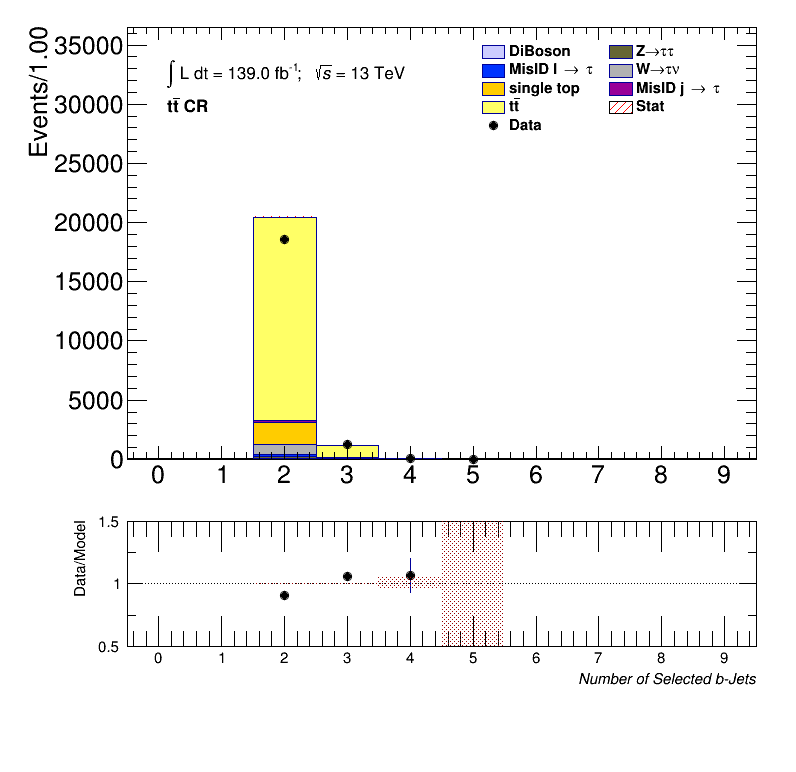 Events/1.00
35000
30000
25000
20000
15000
10000
5000
0
∫ L dt = 139.0 fb⁻¹; √s = 13 TeV
tt̄ CR
DiBoson
MisID l → τ
single top
tt̄
Data
Z→ττ
W→τν
MisID j → τ
Stat
0 1 2 3 4 5 6 7 8 9
Data/Model
1.5
1
0.5
0 1 2 3 4 5 6 7 8 9
Number of Selected b-Jets